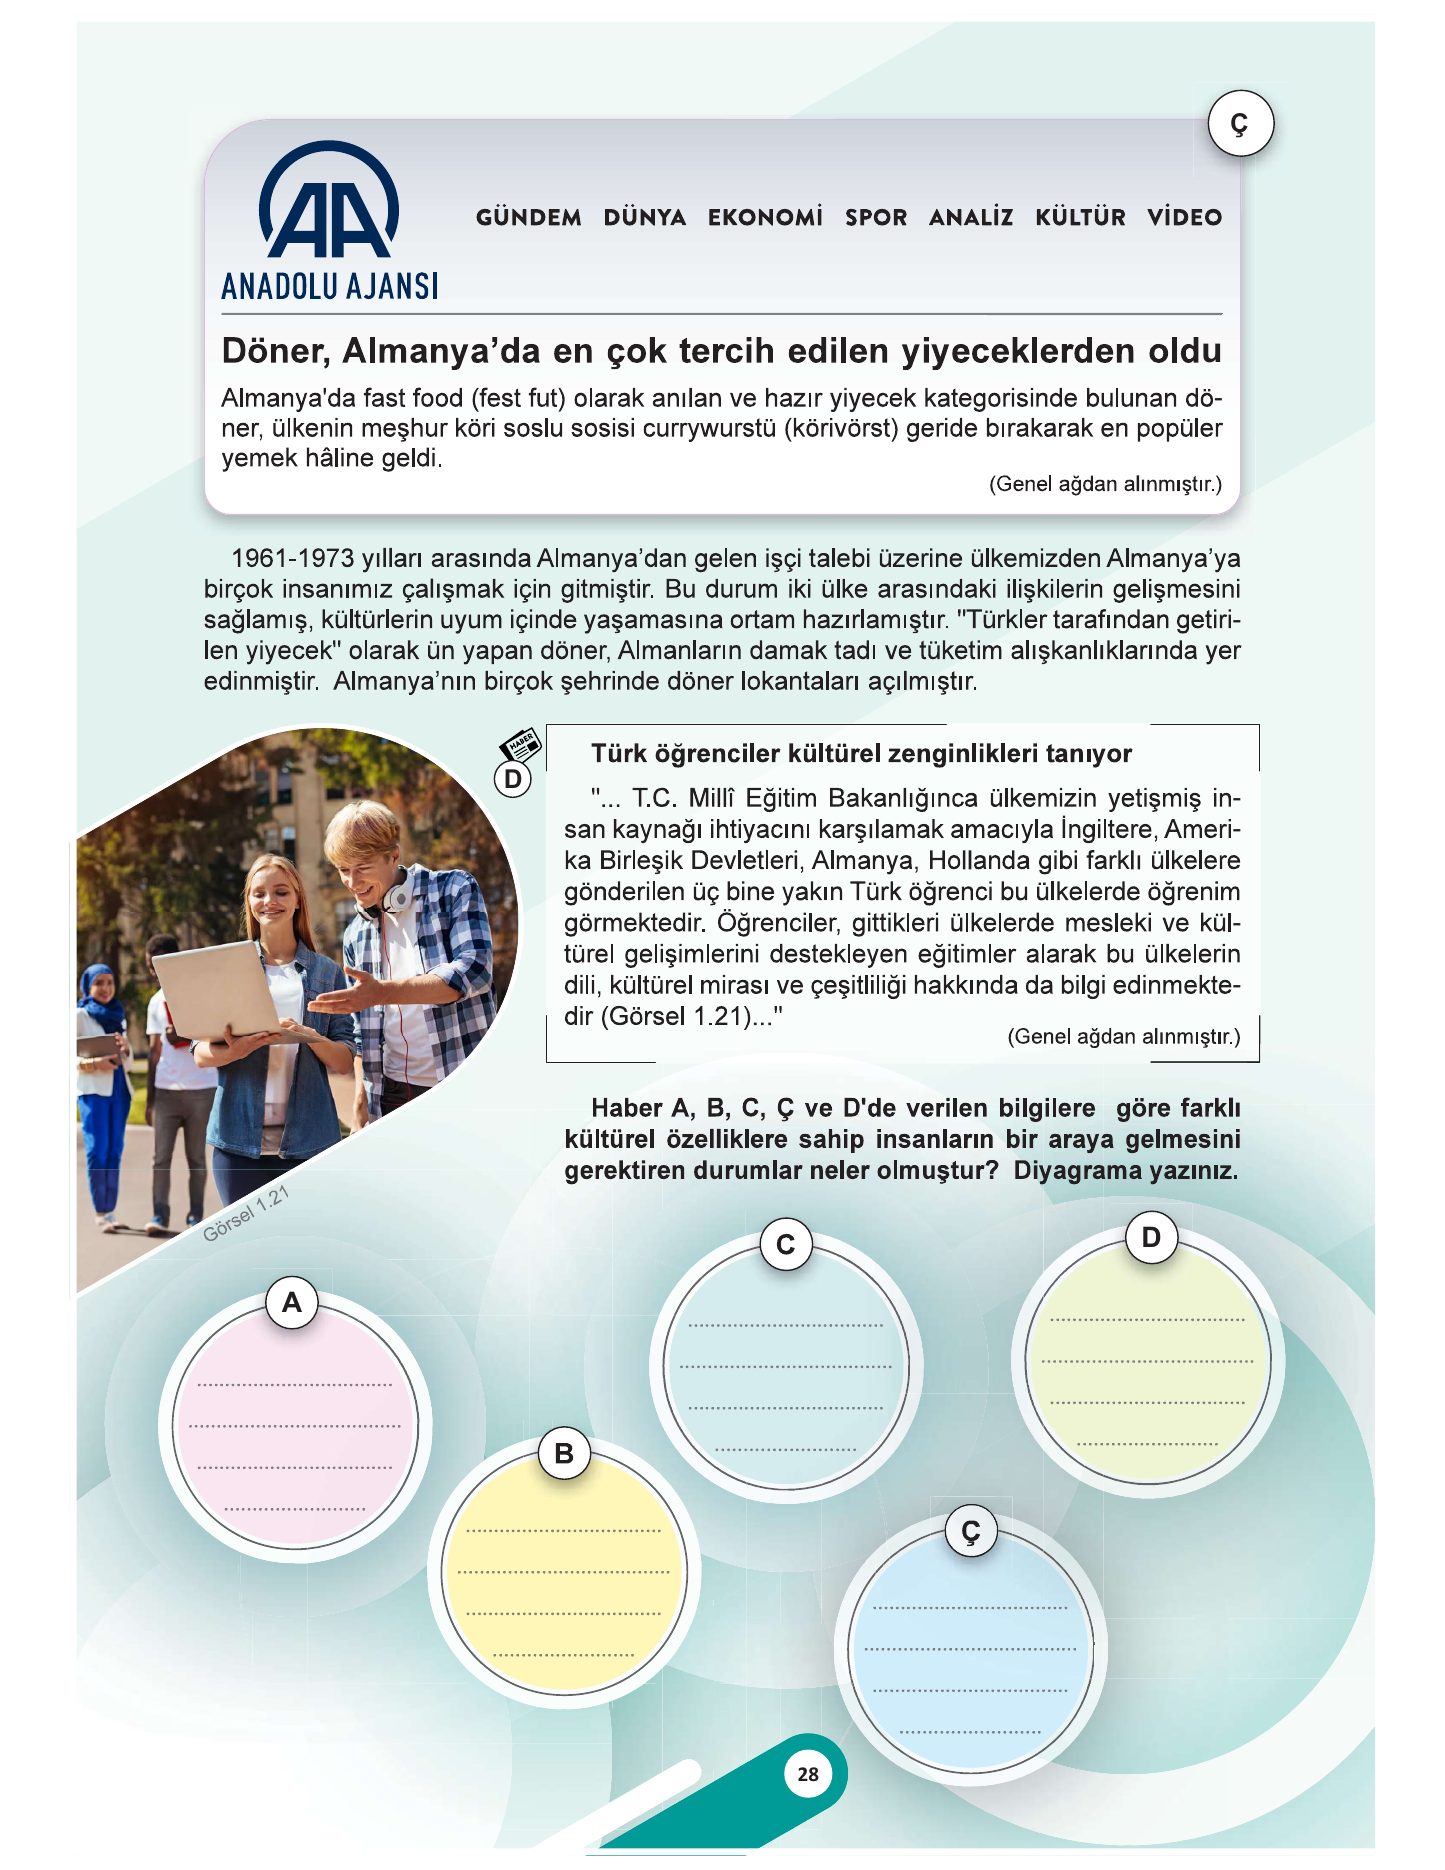 Ç
ANADOLU AJANSI
GÜNDEM DÜNYA EKONOMİ SPOR ANALİZ KÜLTÜR VİDEO
Döner, Almanya’da en çok tercih edilen yiyeceklerden oldu
Almanya'da fast food (fest fut) olarak anılan ve hazır yiyecek kategorisinde bulunan dö-
ner, ülkenin meşhur köri soslu sosisi currywurstü (körivörst) geride bırakarak en popüler
yemek hâline geldi.
(Genel ağdan alınmıştır.)
1961-1973 yılları arasında Almanya’dan gelen işçi talebi üzerine ülkemizden Almanya’ya
birçok insanımız çalışmak için gitmiştir. Bu durum iki ülke arasındaki ilişkilerin gelişmesini
sağlamış, kültürlerin uyum içinde yaşamasına ortam hazırlamıştır. "Türkler tarafından getiri-
len yiyecek" olarak ün yapan döner, Almanların damak tadı ve tüketim alışkanlıklarında yer
edinmiştir. Almanya’nın birçok şehrinde döner lokantaları açılmıştır.
HABER
D
Türk öğrenciler kültürel zenginlikleri tanıyor
"... T.C. Millî Eğitim Bakanlığınca ülkemizin yetişmiş in-
san kaynağı ihtiyacını karşılamak amacıyla İngiltere, Ameri-
ka Birleşik Devletleri, Almanya, Hollanda gibi farklı ülkelere
gönderilen üç bine yakın Türk öğrenci bu ülkelerde öğrenim
görmektedir. Öğrenciler, gittikleri ülkelerde mesleki ve kül-
türel gelişimlerini destekleyen eğitimler alarak bu ülkelerin
dili, kültürel mirası ve çeşitliliği hakkında da bilgi edinmekte-
dir (Görsel 1.21)..."
(Genel ağdan alınmıştır.)
Görsel 1.21
Haber A, B, C, Ç ve D'de verilen bilgilere göre farklı
kültürel özelliklere sahip insanların bir araya gelmesini
gerektiren durumlar neler olmuştur? Diyagrama yazınız.
A
B
C
Ç
D
28